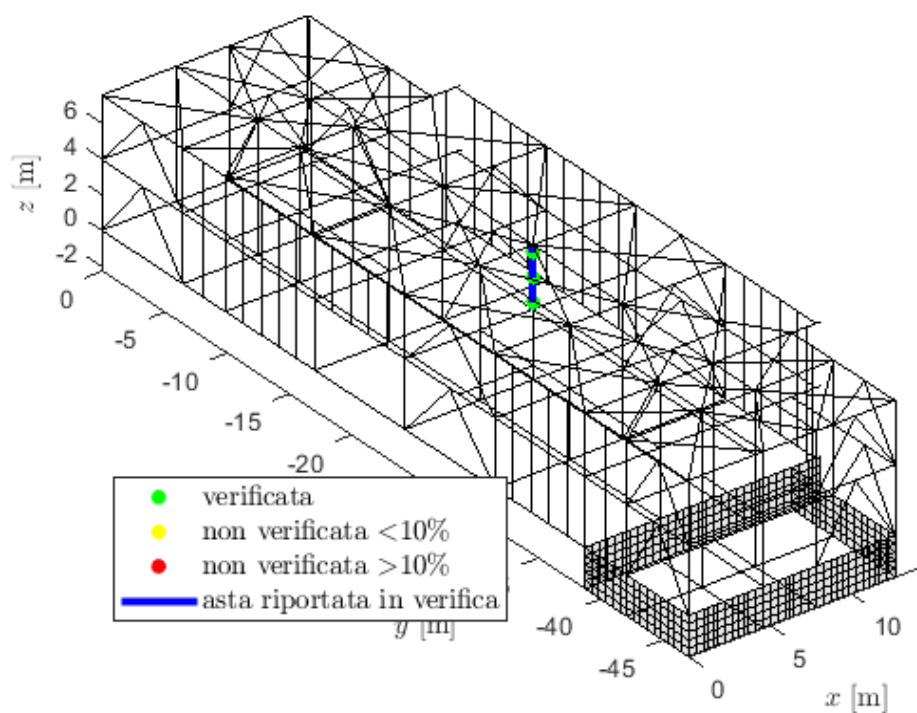 6
4
2
0
-2
z [m]
0
-5
-10
-15
-20
verificata
non verificata <10%
non verificata >10%
asta riportata in verifica
y [m]
-40
-45
0
5
10
x [m]